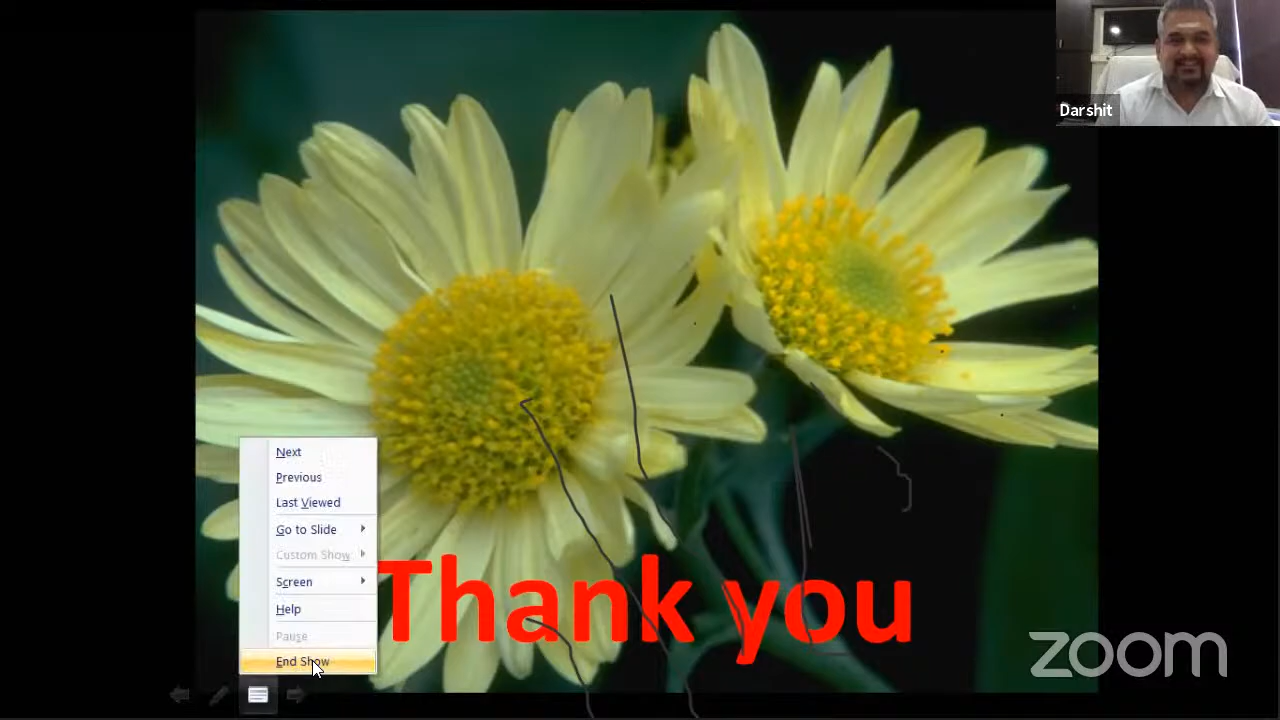 Darshit
Next
Previous
Last Viewed
Go to Slide
Custom Show
Screen
Help
Pause
End Show
Thank you
zoom